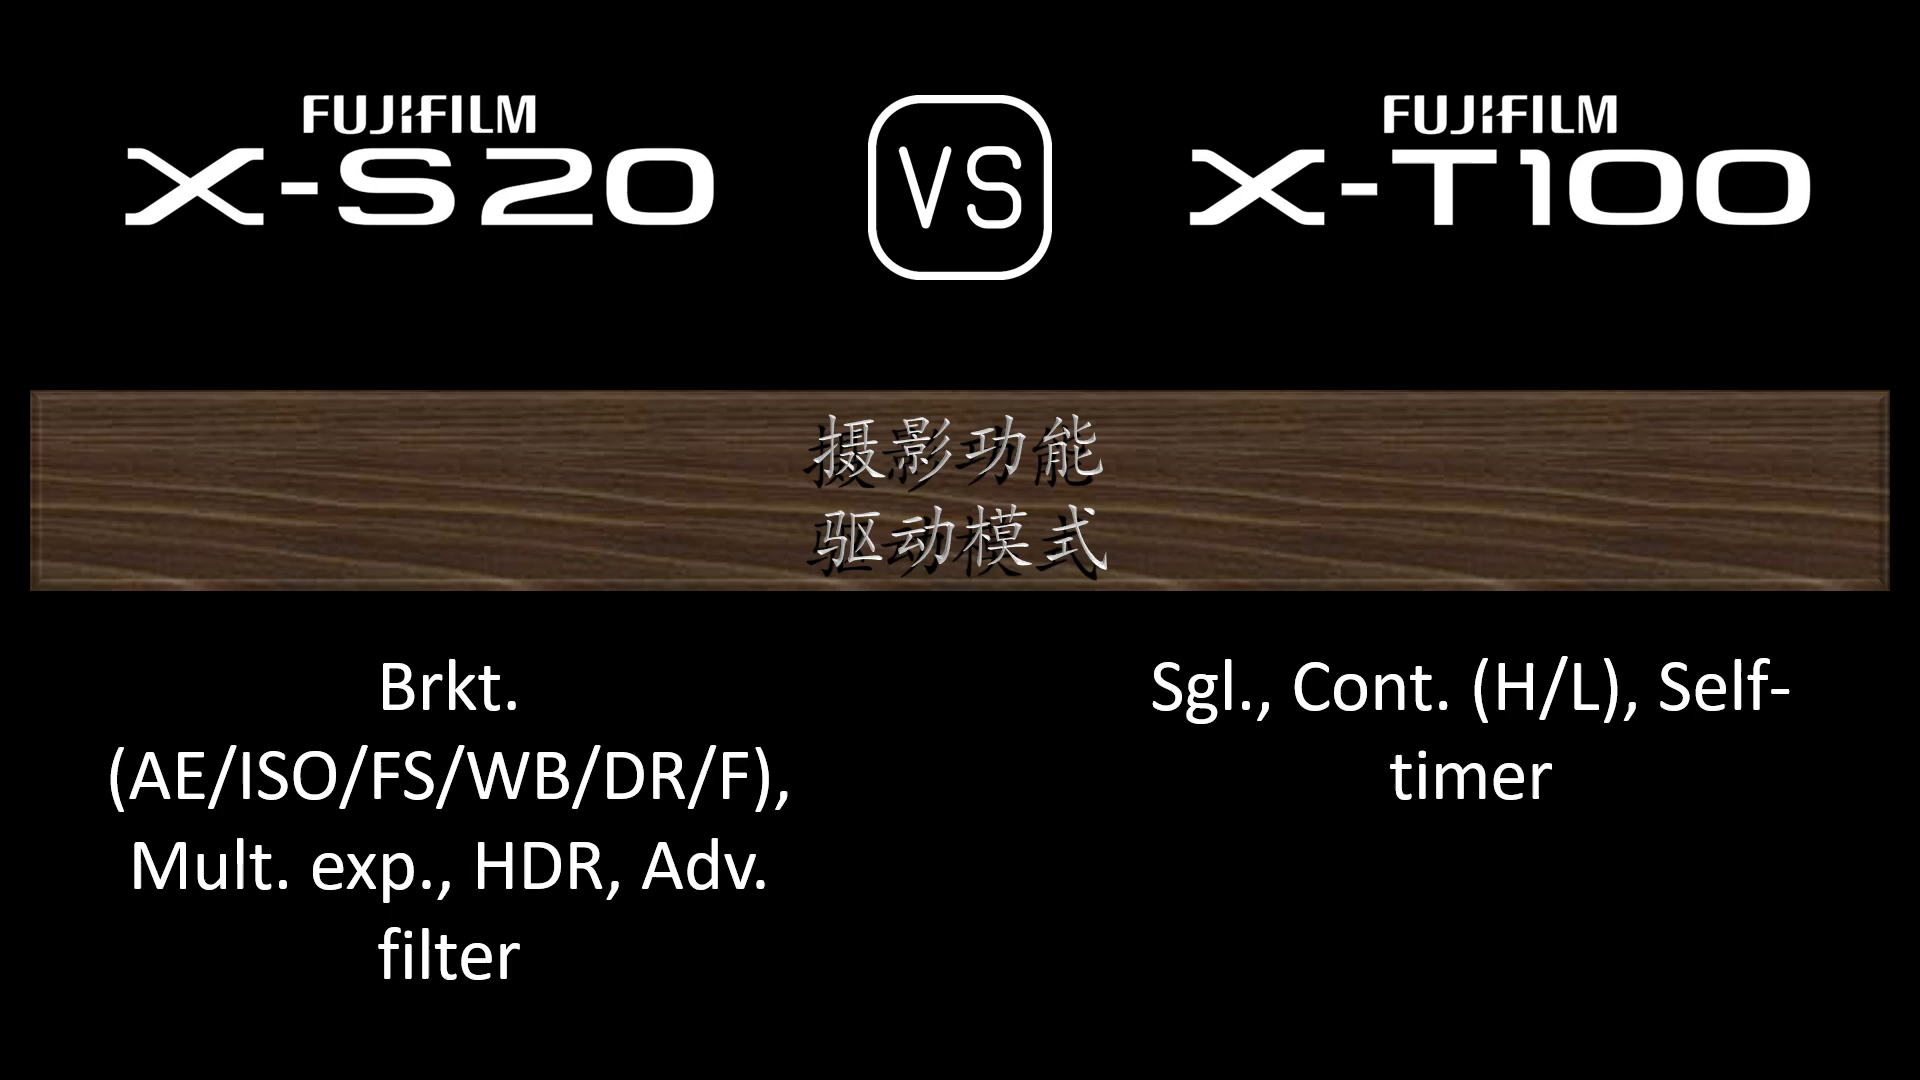 FUJIFILM
X-S20
VS
FUJIFILM
X-T100
摄影功能
驱动模式
Brkt.
(AE/ISO/FS/WB/DR/F),
Mult. exp., HDR, Adv.
filter
Sgl., Cont. (H/L), Self-
timer